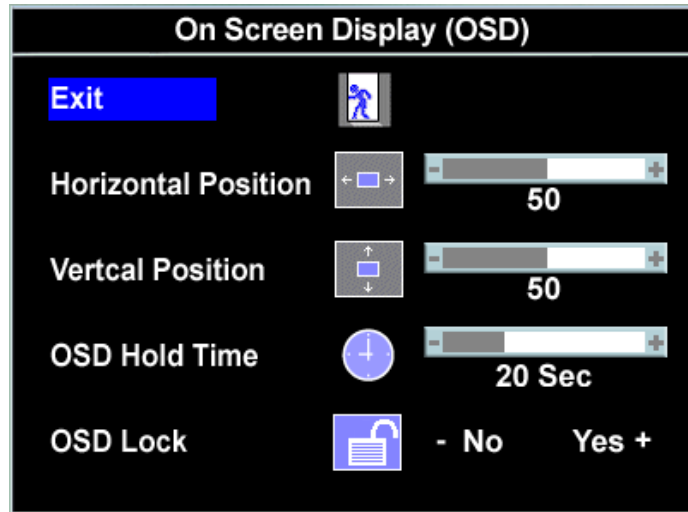 On Screen Display (OSD)
Exit
Horizontal Position - + 50
Vertcal Position - + 50
OSD Hold Time - + 20 Sec
OSD Lock - No Yes +